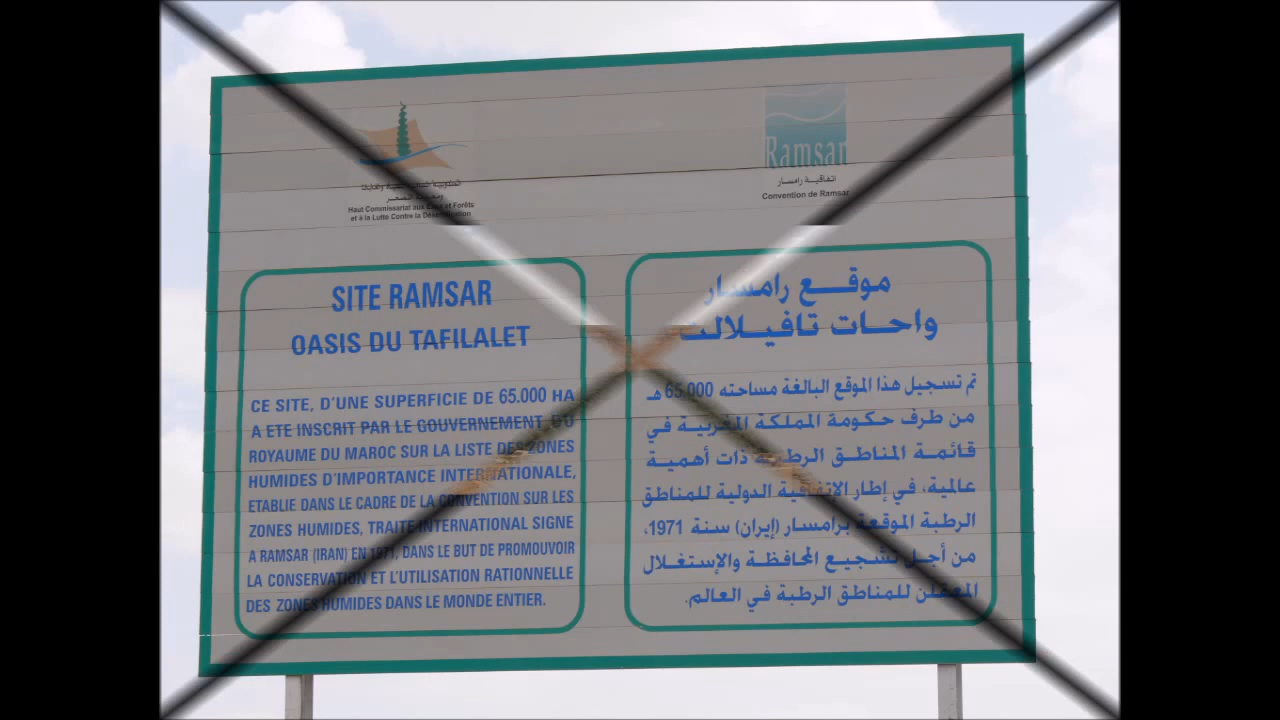 Ramsar
اتفاقية رامسار
Convention de Ramsar
Haut Commissariat aux Eaux et Forêts
et à la Lutte Contre la Désertification
SITE RAMSAR
OASIS DU TAFILALET
CE SITE, D'UNE SUPERFICIE DE 65.000 HA
A ETE INSCRIT PAR LE GOUVERNEMENT DU
ROYAUME DU MAROC SUR LA LISTE DES ZONES
HUMIDES D'IMPORTANCE INTERNATIONALE,
ETABLIE DANS LE CADRE DE LA CONVENTION SUR LES
ZONES HUMIDES, TRAITE INTERNATIONAL SIGNE
A RAMSAR (IRAN) EN 1971, DANS LE BUT DE PROMOUVOIR
LA CONSERVATION ET L'UTILISATION RATIONNELLE
DES ZONES HUMIDES DANS LE MONDE ENTIER.
موقع رامسار
واحات تافيلالت
تم تسجيل هذا الموقع البالغة مساحته 65.000 هـ
من طرف حكومة المملكة المغربية في
قائمة المناطق الرطبة ذات أهمية
عالمية، في إطار الاتفاقية الدولية للمناطق
الرطبة الموقعة برامسار (إيران) سنة 1971،
من أجل تشجيع المحافظة والإستغلال
المعقلن للمناطق الرطبة في العالم.